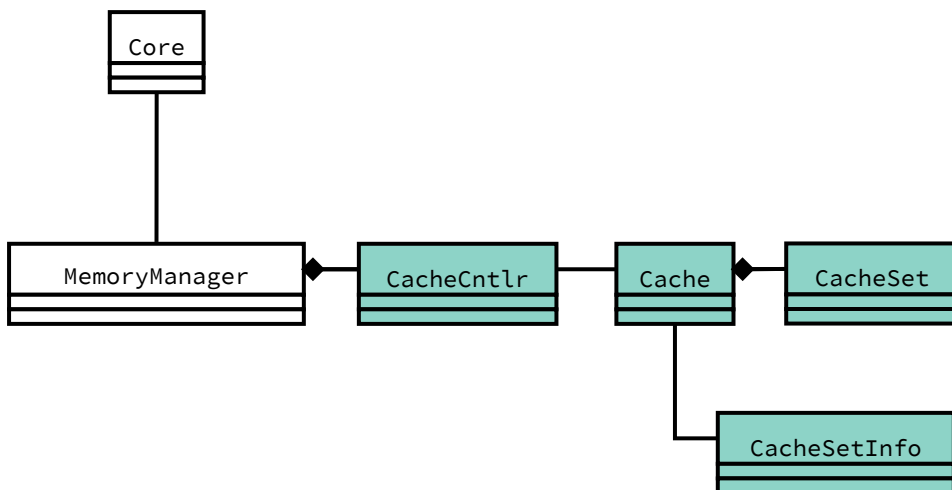 Core
MemoryManager
CacheCntlr
Cache
CacheSet
CacheSetInfo